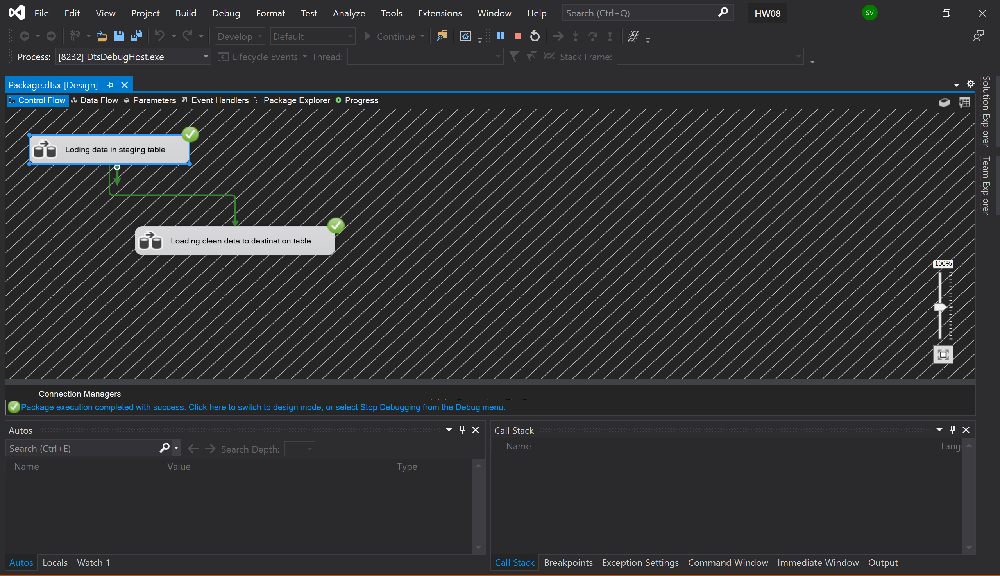 File Edit View Project Build Debug Format Test Analyze Tools Extensions Window Help Search (Ctrl+Q) HW08 SV
Develop Default Continue
Process: [8232] DtsDebugHost.exe Lifecycle Events Thread: Stack Frame:
Package.dtsx [Design]
Control Flow Data Flow Parameters Event Handlers Package Explorer Progress
Solution Explorer
Team Explorer
Loding data in staging table
Loading clean data to destination table
100%
Connection Managers
Package execution completed with success. Click here to switch to design mode, or select Stop Debugging from the Debug menu.
Autos
Search (Ctrl+E) Search Depth:
Name Value Type
Autos Locals Watch 1
Call Stack
Name
Call Stack Breakpoints Exception Settings Command Window Immediate Window Output